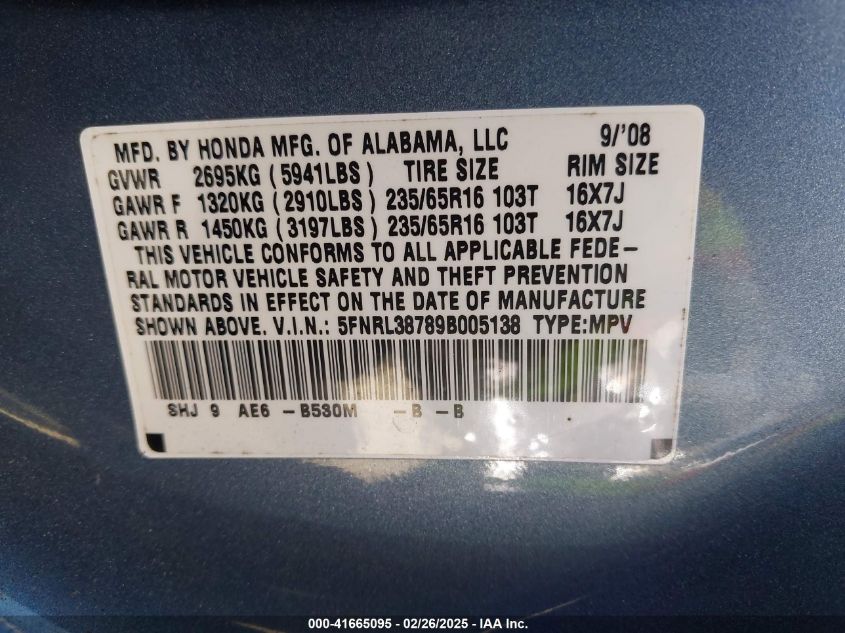 MFD. BY HONDA MFG. OF ALABAMA, LLC 9/'08
GVWR 2695KG (5941LBS) TIRE SIZE RIM SIZE
GAWR F 1320KG (2910LBS) 235/65R16 103T 16X7J
GAWR R 1450KG (3197LBS) 235/65R16 103T 16X7J
THIS VEHICLE CONFORMS TO ALL APPLICABLE FEDE-
RAL MOTOR VEHICLE SAFETY AND THEFT PREVENTION
STANDARDS IN EFFECT ON THE DATE OF MANUFACTURE
SHOWN ABOVE. V.I.N.: 5FNRL38789B005138 TYPE:MPV
SHJ 9 AE6 -B530M -B -B
000-41665095 - 02/26/2025 - IAA Inc.